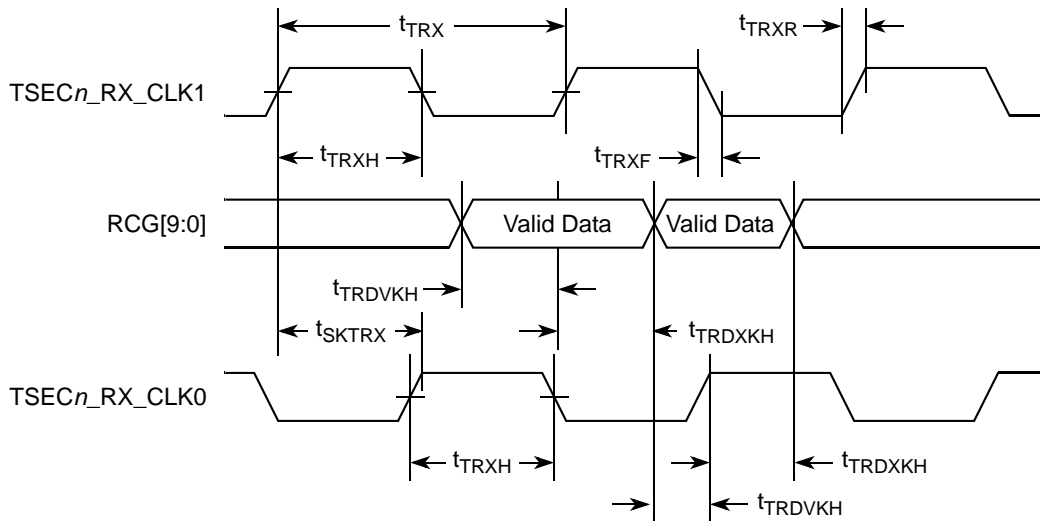 tTRX
tTRXR
TSECn_RX_CLK1
tTRXH
tTRXF
RCG[9:0]
Valid Data
Valid Data
tTRDVKH
tSKTRX
tTRDXKH
TSECn_RX_CLK0
tTRXH
tTRDXKH
tTRDVKH